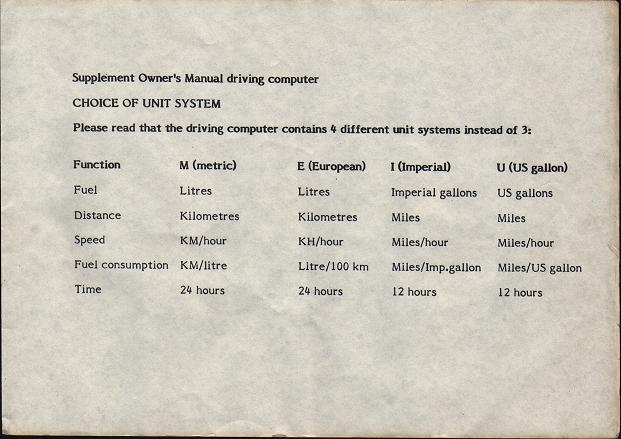 Supplement Owner's Manual driving computer
CHOICE OF UNIT SYSTEM
Please read that the driving computer contains 4 different unit systems instead of 3:
Function M (metric) E (European) I (Imperial) U (US gallon)
Fuel Litres Litres Imperial gallons US gallons
Distance Kilometres Kilometres Miles Miles
Speed KM/hour KH/hour Miles/hour Miles/hour
Fuel consumption KM/litre Litre/100 km Miles/Imp.gallon Miles/US gallon
Time 24 hours 24 hours 12 hours 12 hours